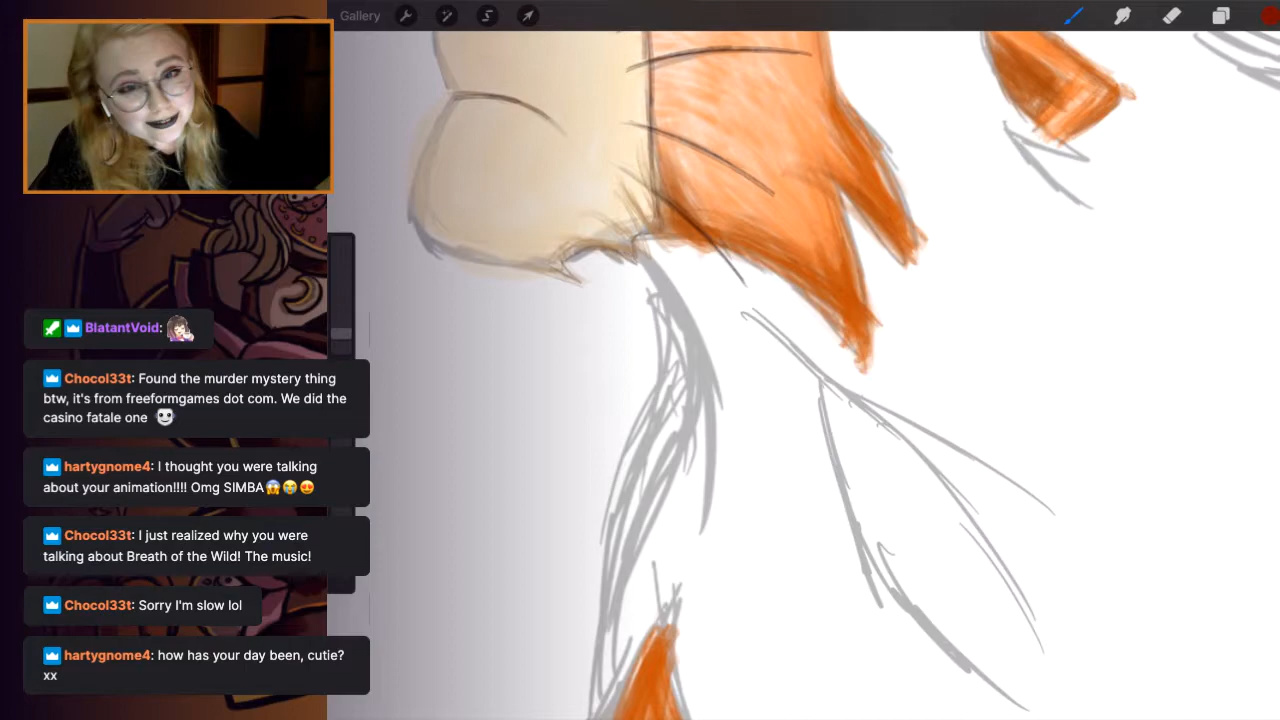 Gallery
BlatantVoid:
Chocol33t: Found the murder mystery thing
btw, it's from freeformgames dot com. We did the
casino fatale one
hartygnome4: I thought you were talking
about your animation!!!! Omg SIMBA😱😭😍
Chocol33t: I just realized why you were
talking about Breath of the Wild! The music!
Chocol33t: Sorry I'm slow lol
hartygnome4: how has your day been, cutie?
xx